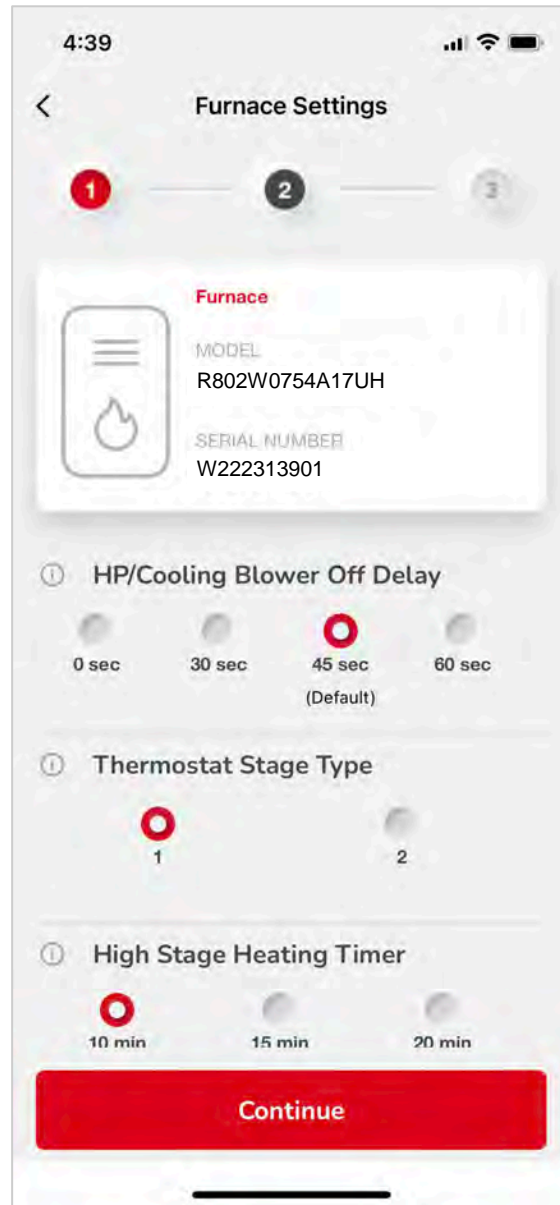 4:39
Furnace Settings
1 2 3
Furnace
MODEL
R802W0754A17UH
SERIAL NUMBER
W222313901
HP/Cooling Blower Off Delay
0 sec 30 sec 45 sec 60 sec
(Default)
Thermostat Stage Type
1 2
High Stage Heating Timer
10 min 15 min 20 min
Continue